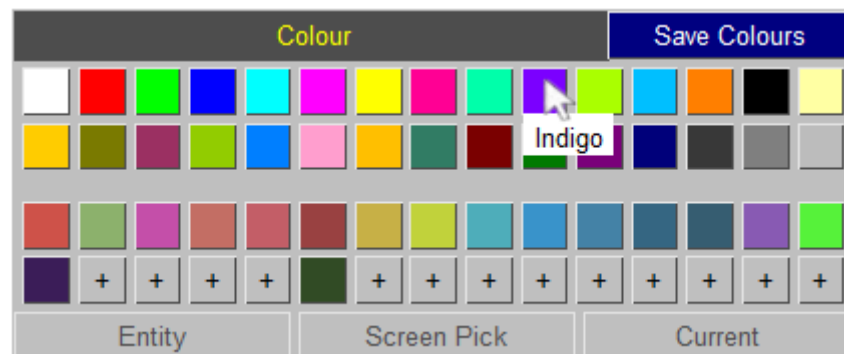 Colour Save Colours
Indigo
+ + + + + + + + + + + + +
Entity Screen Pick Current